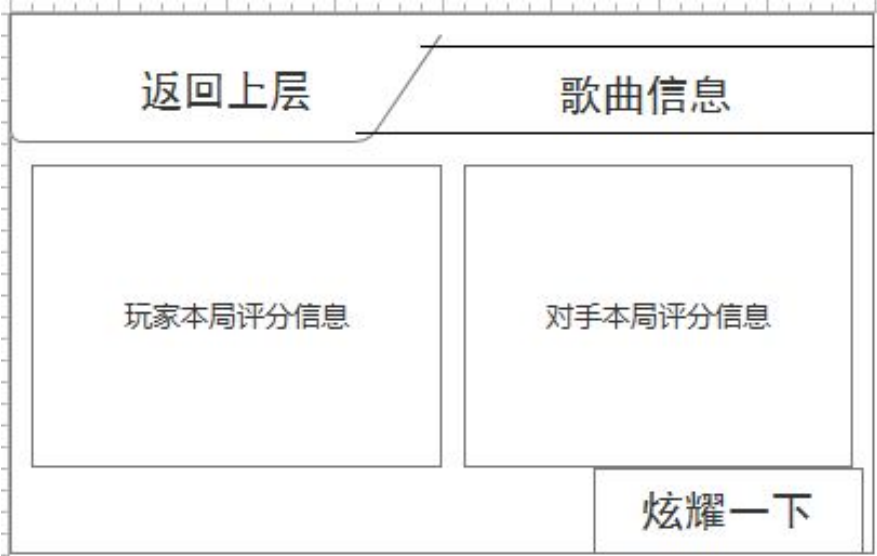 返回上层
歌曲信息
玩家本局评分信息
对手本局评分信息
炫耀一下